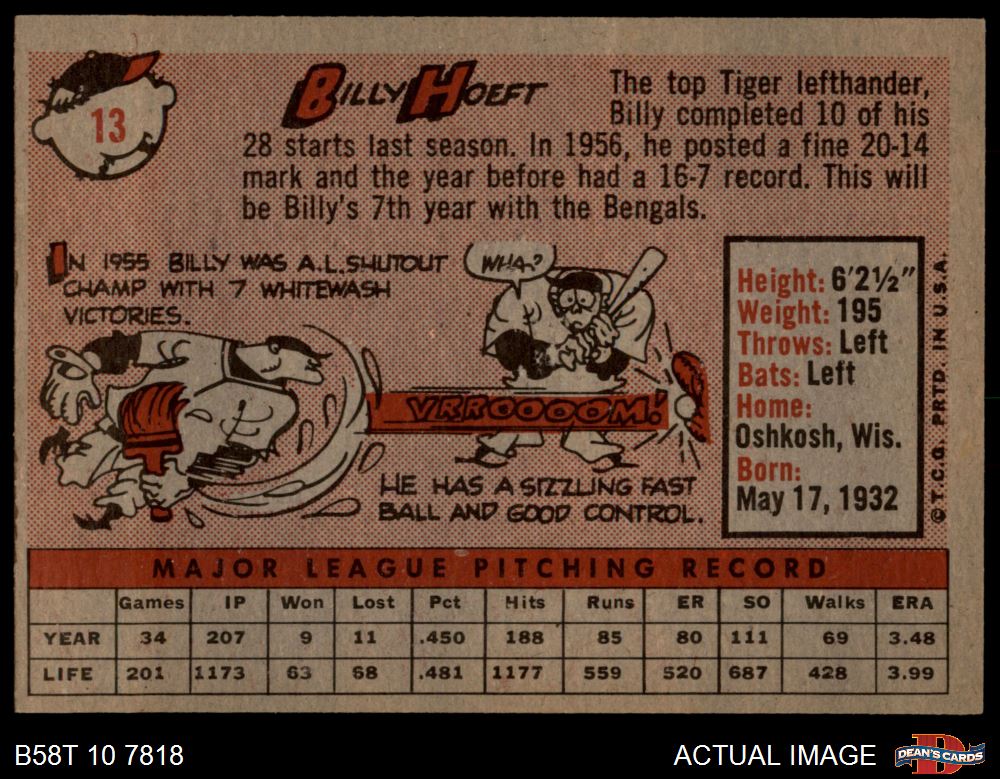 13
BILLY HOEFT
The top Tiger lefthander,
Billy completed 10 of his
28 starts last season. In 1956, he posted a fine 20-14
mark and the year before had a 16-7 record. This will
be Billy's 7th year with the Bengals.
IN 1955 BILLY WAS A.L. SHUTOUT
CHAMP WITH 7 WHITEWASH
VICTORIES.
WHA-?
VRROOOOOM!
HE HAS A SIZZLING FAST
BALL AND GOOD CONTROL.
Height: 6'2½"
Weight: 195
Throws: Left
Bats: Left
Home:
Oshkosh, Wis.
Born:
May 17, 1932
© T.C.G. PRTD. IN U.S.A.
MAJOR LEAGUE PITCHING RECORD
Games IP Won Lost Pct Hits Runs ER SO Walks ERA
YEAR 34 207 9 11 .450 188 85 80 111 69 3.48
LIFE 201 1173 63 68 .481 1177 559 520 687 428 3.99
B58T 10 7818
ACTUAL IMAGE
DEAN'S CARDS